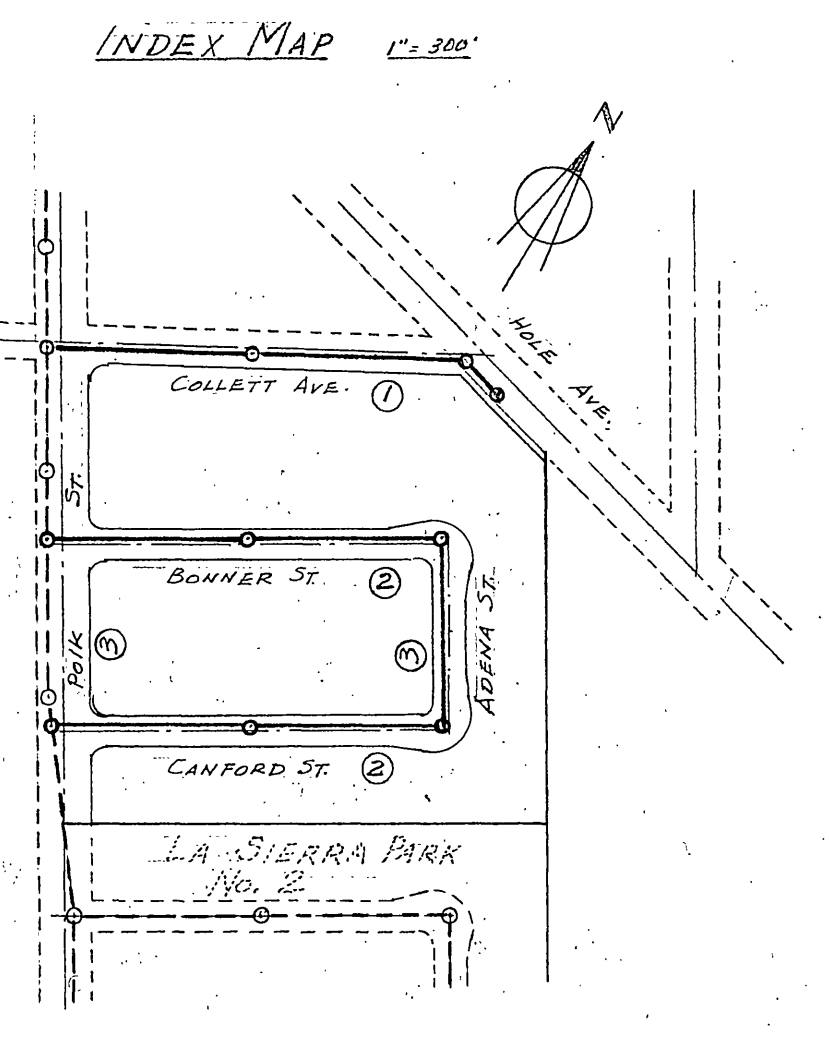 INDEX MAP 1"= 300'
N
HOLE AVE.
COLLETT AVE. 1
ST.
BONNER ST. 2
POLK
3
3
ADENA ST.
CANFORD ST. 2
LA SIERRA PARK
No. 2